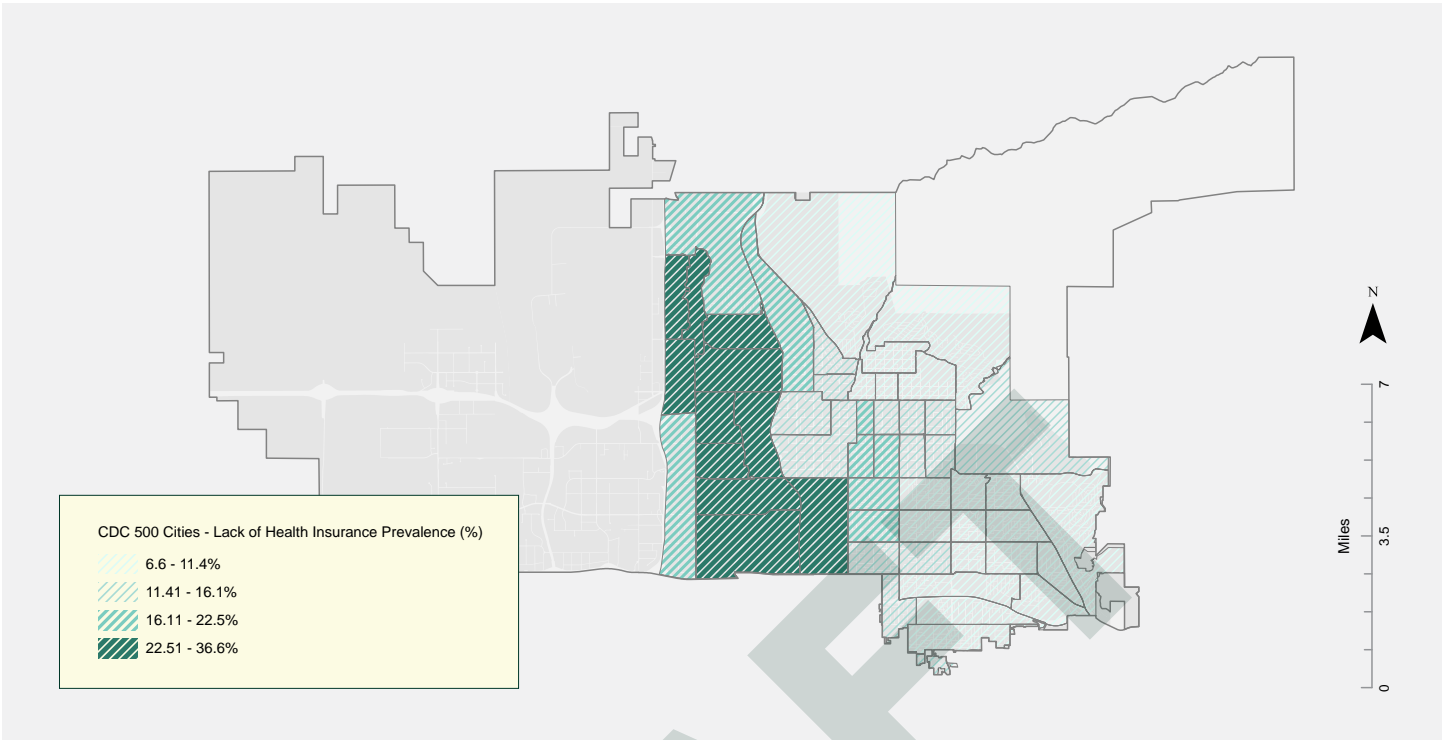 CDC 500 Cities - Lack of Health Insurance Prevalence (%)
6.6 - 11.4%
11.41 - 16.1%
16.11 - 22.5%
22.51 - 36.6%
N
7
3.5
0
Miles